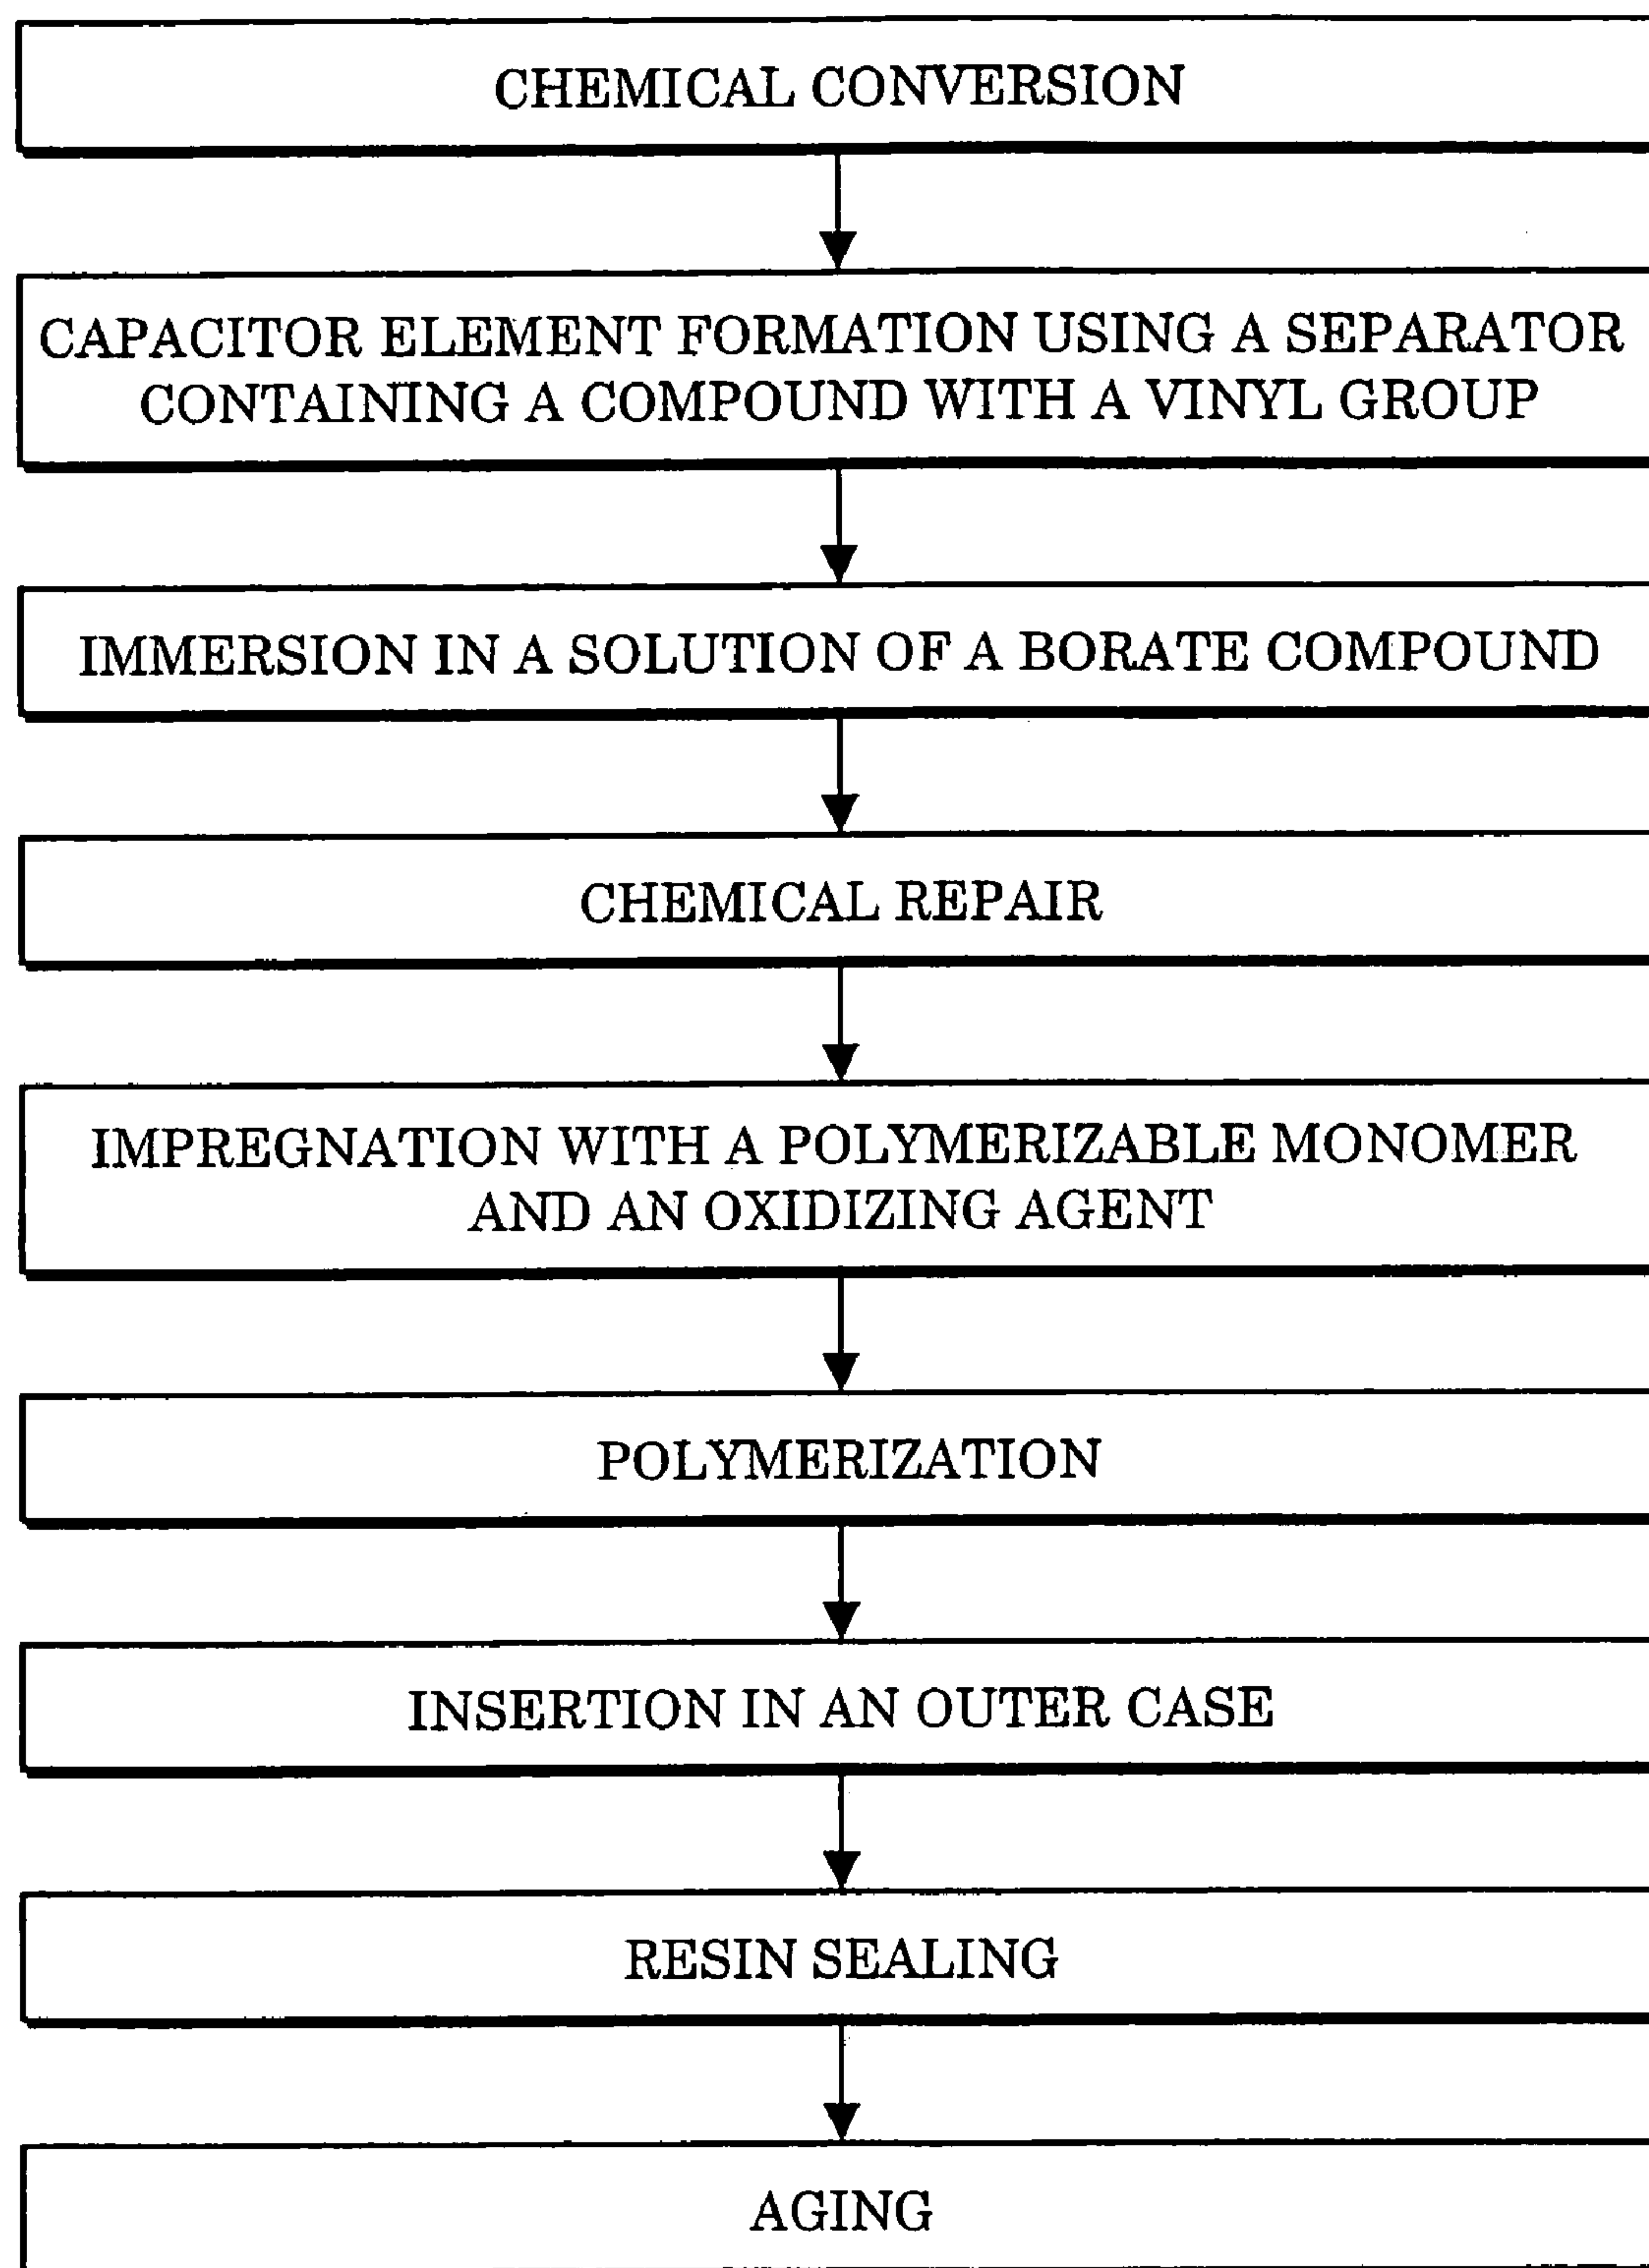 CHEMICAL CONVERSION
CAPACITOR ELEMENT FORMATION USING A SEPARATOR
CONTAINING A COMPOUND WITH A VINYL GROUP
IMMERSION IN A SOLUTION OF A BORATE COMPOUND
CHEMICAL REPAIR
IMPREGNATION WITH A POLYMERIZABLE MONOMER
AND AN OXIDIZING AGENT
POLYMERIZATION
INSERTION IN AN OUTER CASE
RESIN SEALING
AGING